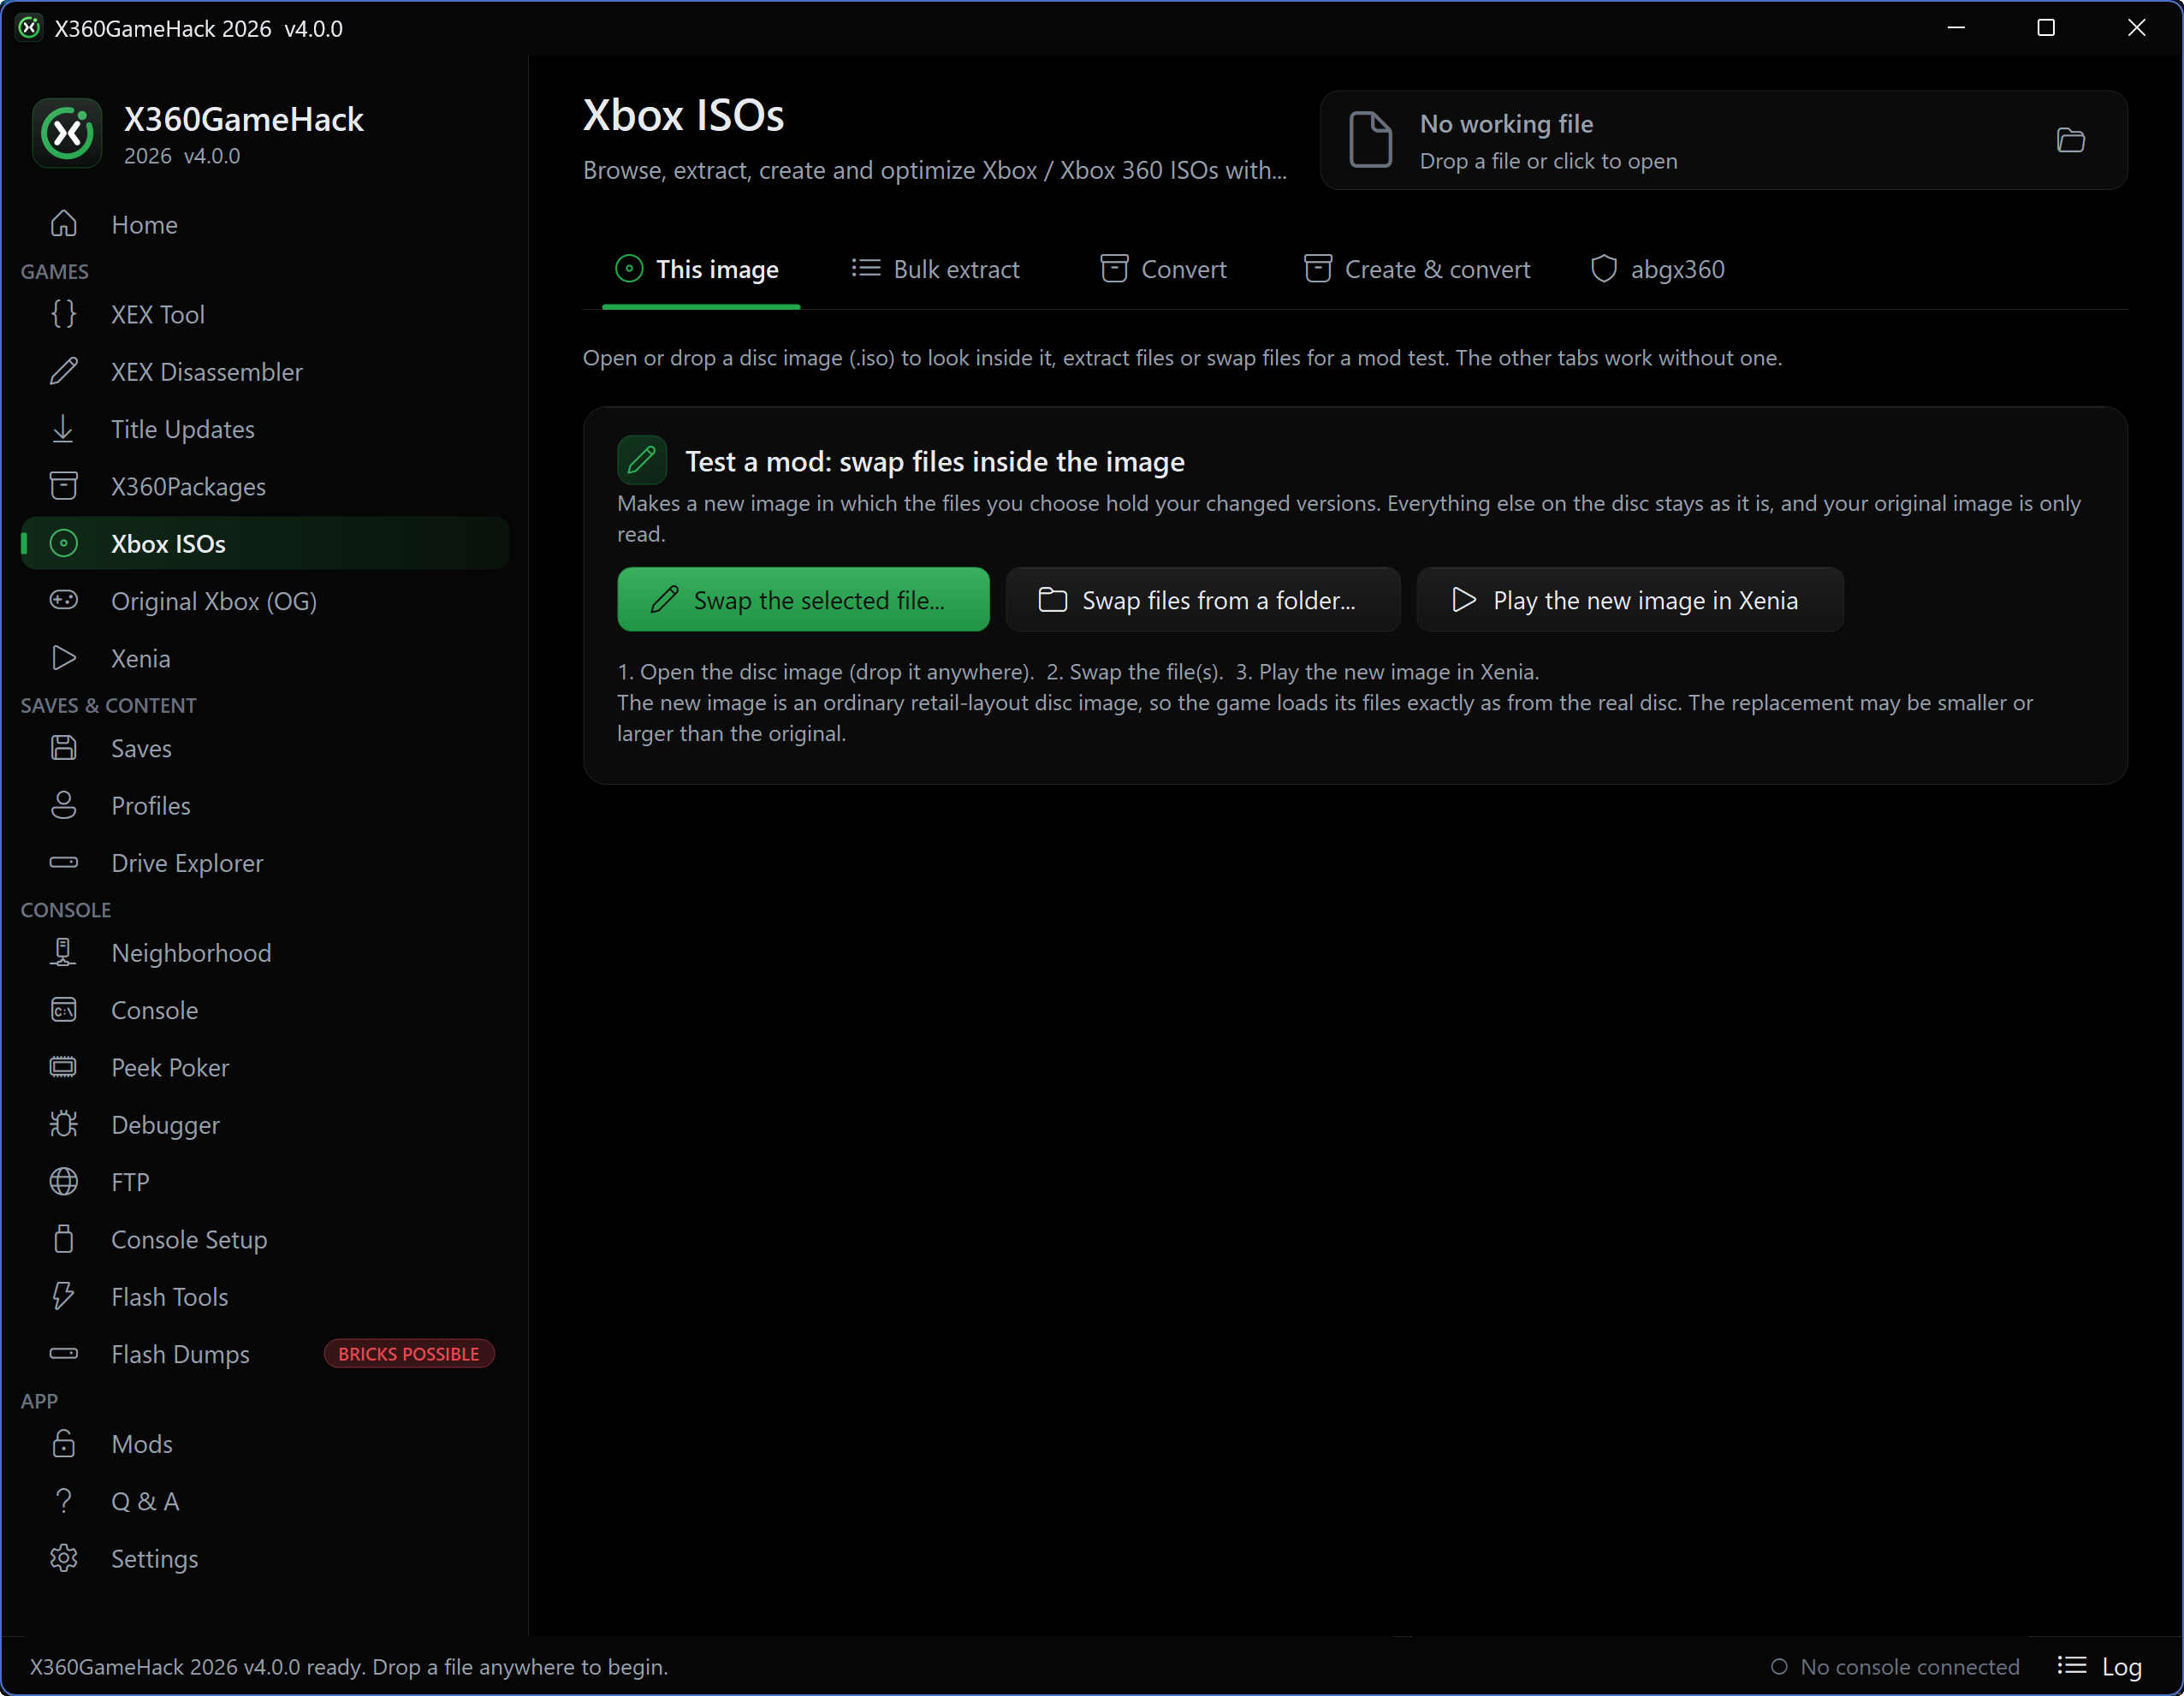 X360GameHack 2026 v4.0.0
X360GameHack
2026 v4.0.0
Home
GAMES
XEX Tool
XEX Disassembler
Title Updates
X360Packages
Xbox ISOs
Original Xbox (OG)
Xenia
SAVES & CONTENT
Saves
Profiles
Drive Explorer
CONSOLE
Neighborhood
Console
Peek Poker
Debugger
FTP
Console Setup
Flash Tools
Flash Dumps
BRICKS POSSIBLE
APP
Mods
Q & A
Settings
Xbox ISOs
Browse, extract, create and optimize Xbox / Xbox 360 ISOs with...
No working file
Drop a file or click to open
This image
Bulk extract
Convert
Create & convert
abgx360
Open or drop a disc image (.iso) to look inside it, extract files or swap files for a mod test. The other tabs work without one.
Test a mod: swap files inside the image
Makes a new image in which the files you choose hold your changed versions. Everything else on the disc stays as it is, and your original image is only
read.
Swap the selected file...
Swap files from a folder...
Play the new image in Xenia
1. Open the disc image (drop it anywhere). 2. Swap the file(s). 3. Play the new image in Xenia.
The new image is an ordinary retail-layout disc image, so the game loads its files exactly as from the real disc. The replacement may be smaller or
larger than the original.
X360GameHack 2026 v4.0.0 ready. Drop a file anywhere to begin.
No console connected
Log